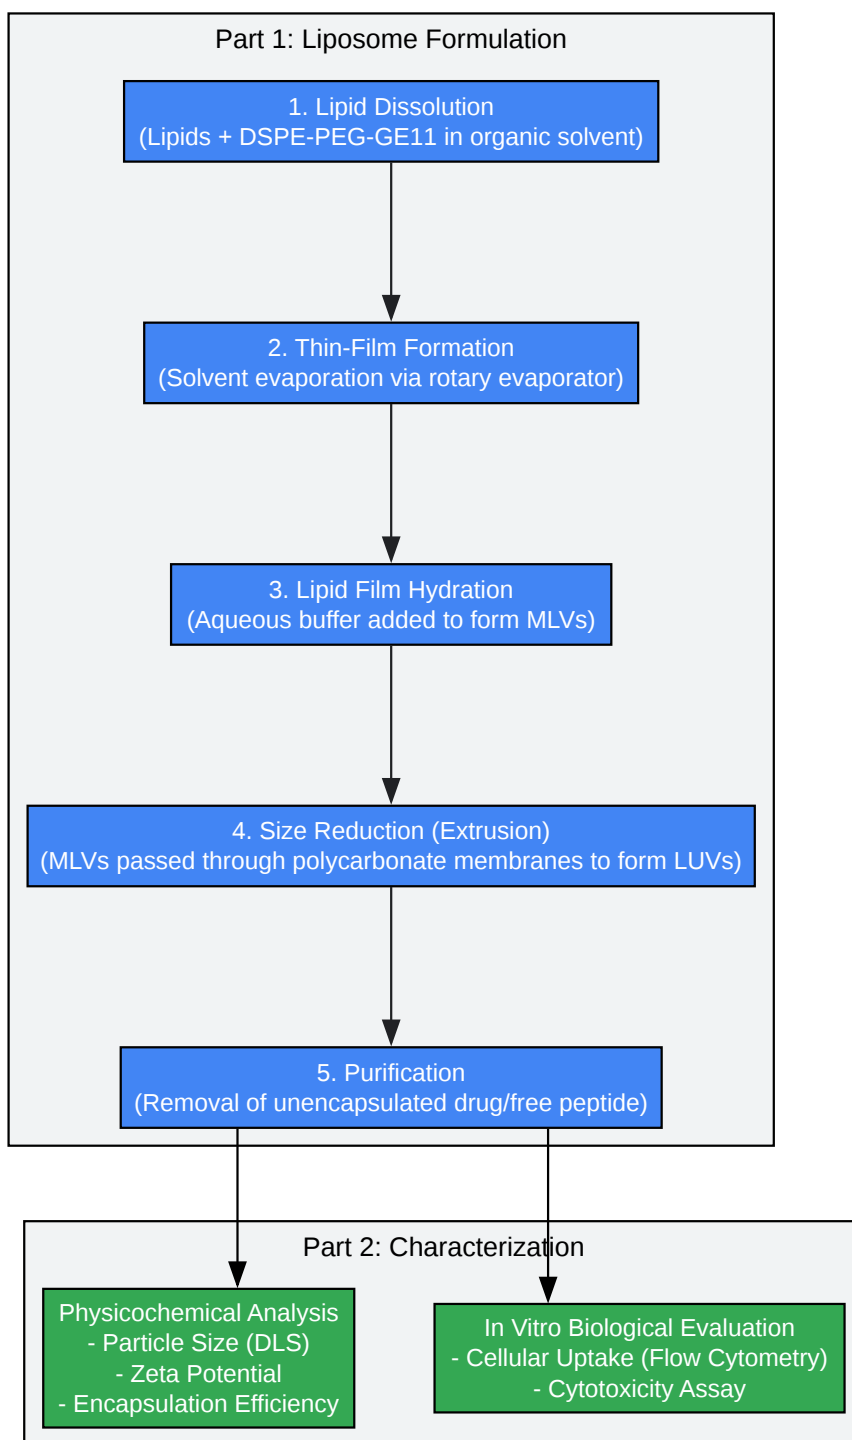 Part 1: Liposome Formulation
1. Lipid Dissolution
(Lipids + DSPE-PEG-GE11 in organic solvent)
2. Thin-Film Formation
(Solvent evaporation via rotary evaporator)
3. Lipid Film Hydration
(Aqueous buffer added to form MLVs)
4. Size Reduction (Extrusion)
(MLVs passed through polycarbonate membranes to form LUVs)
5. Purification
(Removal of unencapsulated drug/free peptide)
Part 2: Characterization
Physicochemical Analysis
- Particle Size (DLS)
- Zeta Potential
- Encapsulation Efficiency
In Vitro Biological Evaluation
- Cellular Uptake (Flow Cytometry)
- Cytotoxicity Assay